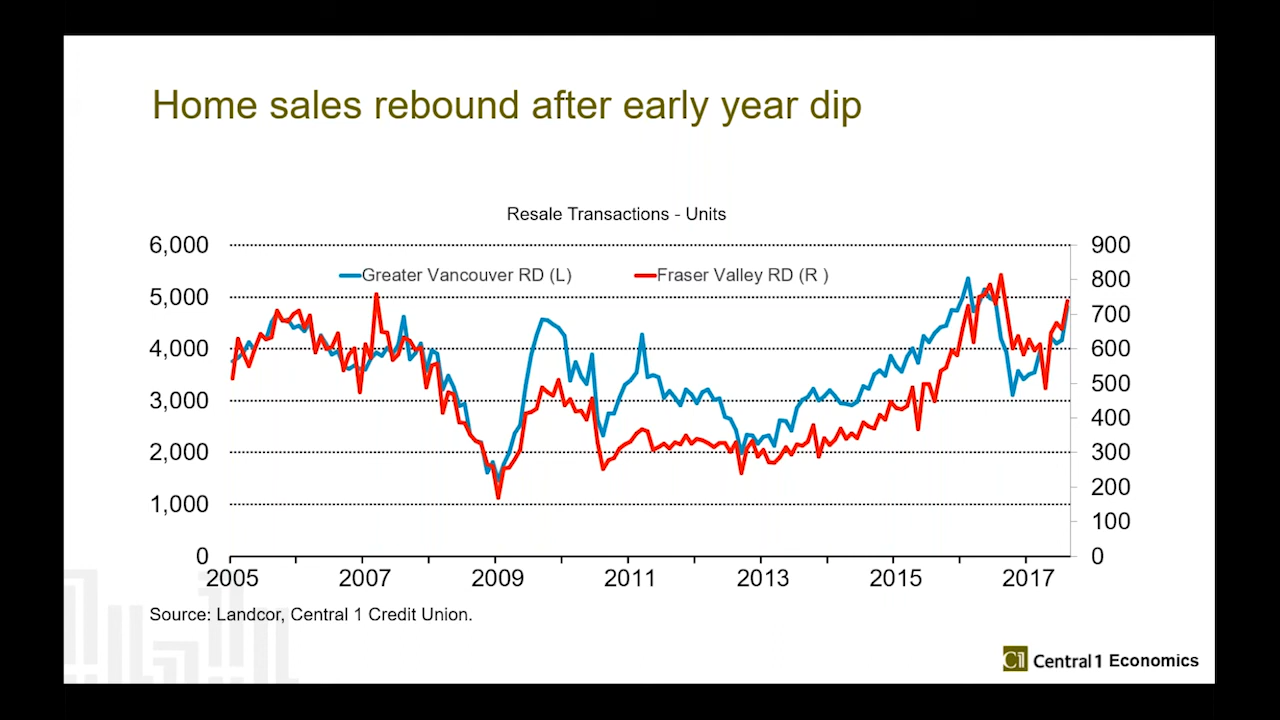 Home sales rebound after early year dip
Resale Transactions - Units
6,000 900
Greater Vancouver RD (L) Fraser Valley RD (R )
800
5,000
700
4,000 600
500
3,000
400
2,000 300
200
1,000
100
0 0
2005 2007 2009 2011 2013 2015 2017
Source: Landcor, Central 1 Credit Union.
C1 Central 1 Economics